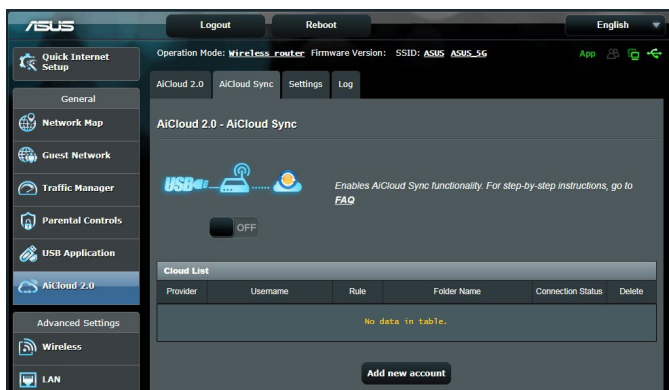 ASUS
Logout
Reboot
English
Quick Internet Setup
Operation Mode: Wireless router Firmware Version: SSID: ASUS ASUS_5G
App
AiCloud 2.0
AiCloud Sync
Settings
Log
General
Network Map
Guest Network
Traffic Manager
Parental Controls
USB Application
AiCloud 2.0
Advanced Settings
Wireless
LAN
AiCloud 2.0 - AiCloud Sync
USB
Enables AiCloud Sync functionality. For step-by-step instructions, go to
FAQ
OFF
Cloud List
Provider Username Rule Folder Name Connection Status Delete
No data in table.
Add new account